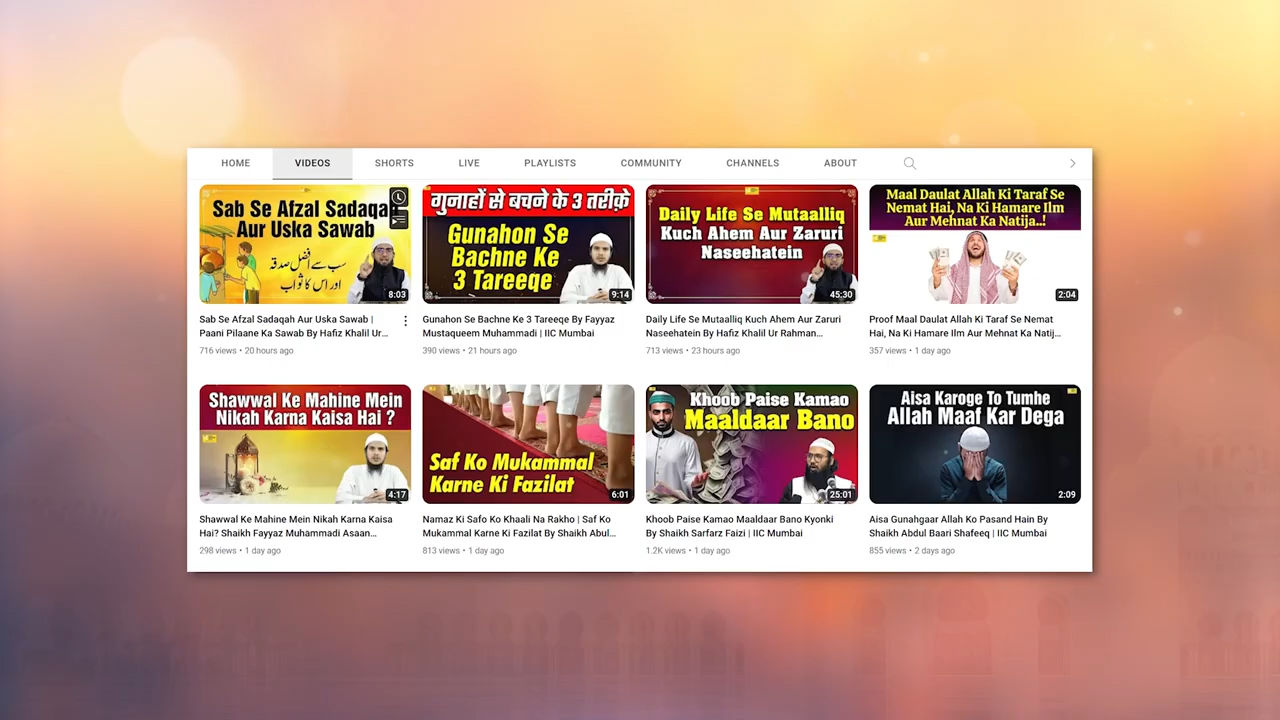 HOME VIDEOS SHORTS LIVE PLAYLISTS COMMUNITY CHANNELS ABOUT
Sab Se Afzal Sadaqa
Aur Uska Sawab
سب سے افضل صدقہ
اور اس کا ثواب
8:03
गुनाहों से बचने के 3 तरीक़े
Gunahon Se
Bachne Ke
3 Tareeqe
9:14
Daily Life Se Mutaalliq
Kuch Ahem Aur Zaruri
Naseehatein
45:30
Maal Daulat Allah Ki Taraf Se
Nemat Hai, Na Ki Hamare Ilm
Aur Mehnat Ka Natija..!
2:04
Sab Se Afzal Sadaqah Aur Uska Sawab |
Paani Pilaane Ka Sawab By Hafiz Khalil Ur...
716 views • 20 hours ago
Gunahon Se Bachne Ke 3 Tareeqe By Fayyaz
Mustaqueem Muhammadi | IIC Mumbai
390 views • 21 hours ago
Daily Life Se Mutaalliq Kuch Ahem Aur Zaruri
Naseehatein By Hafiz Khalil Ur Rahman...
713 views • 23 hours ago
Proof Maal Daulat Allah Ki Taraf Se Nemat
Hai, Na Ki Hamare Ilm Aur Mehnat Ka Natij...
357 views • 1 day ago
Shawwal Ke Mahine Mein
Nikah Karna Kaisa Hai ?
4:17
Saf Ko Mukammal
Karne Ki Fazilat
6:01
Khoob Paise Kamao
Maaldaar Bano
25:01
Aisa Karoge To Tumhe
Allah Maaf Kar Dega
2:09
Shawwal Ke Mahine Mein Nikah Karna Kaisa
Hai? Shaikh Fayyaz Muhammadi Asaan...
298 views • 1 day ago
Namaz Ki Safo Ko Khaali Na Rakho | Saf Ko
Mukammal Karne Ki Fazilat By Shaikh Abul...
813 views • 1 day ago
Khoob Paise Kamao Maaldaar Bano Kyonki
By Shaikh Sarfarz Faizi | IIC Mumbai
1.2K views • 1 day ago
Aisa Gunahgaar Allah Ko Pasand Hain By
Shaikh Abdul Baari Shafeeq | IIC Mumbai
855 views • 2 days ago